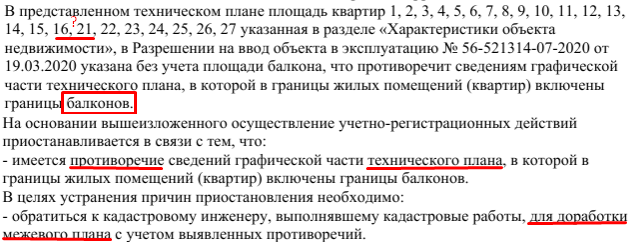 В представленном техническом плане площадь квартир 1, 2, 3, 4, 5, 6, 7, 8, 9, 10, 11, 12, 13,
14, 15, 16,?21, 22, 23, 24, 25, 26, 27 указанная в разделе «Характеристики объекта
недвижимости», в Разрешении на ввод объекта в эксплуатацию № 56-521314-07-2020 от
19.03.2020 указана без учета площади балкона, что противоречит сведениям графической
части технического плана, в которой в границы жилых помещений (квартир) включены
границы балконов.
На основании вышеизложенного осуществление учетно-регистрационных действий
приостанавливается в связи с тем, что:
- имеется противоречие сведений графической части технического плана, в которой в
границы жилых помещений (квартир) включены границы балконов.
В целях устранения причин приостановления необходимо:
- обратиться к кадастровому инженеру, выполнявшему кадастровые работы, для доработки
межевого плана с учетом выявленных противоречий.